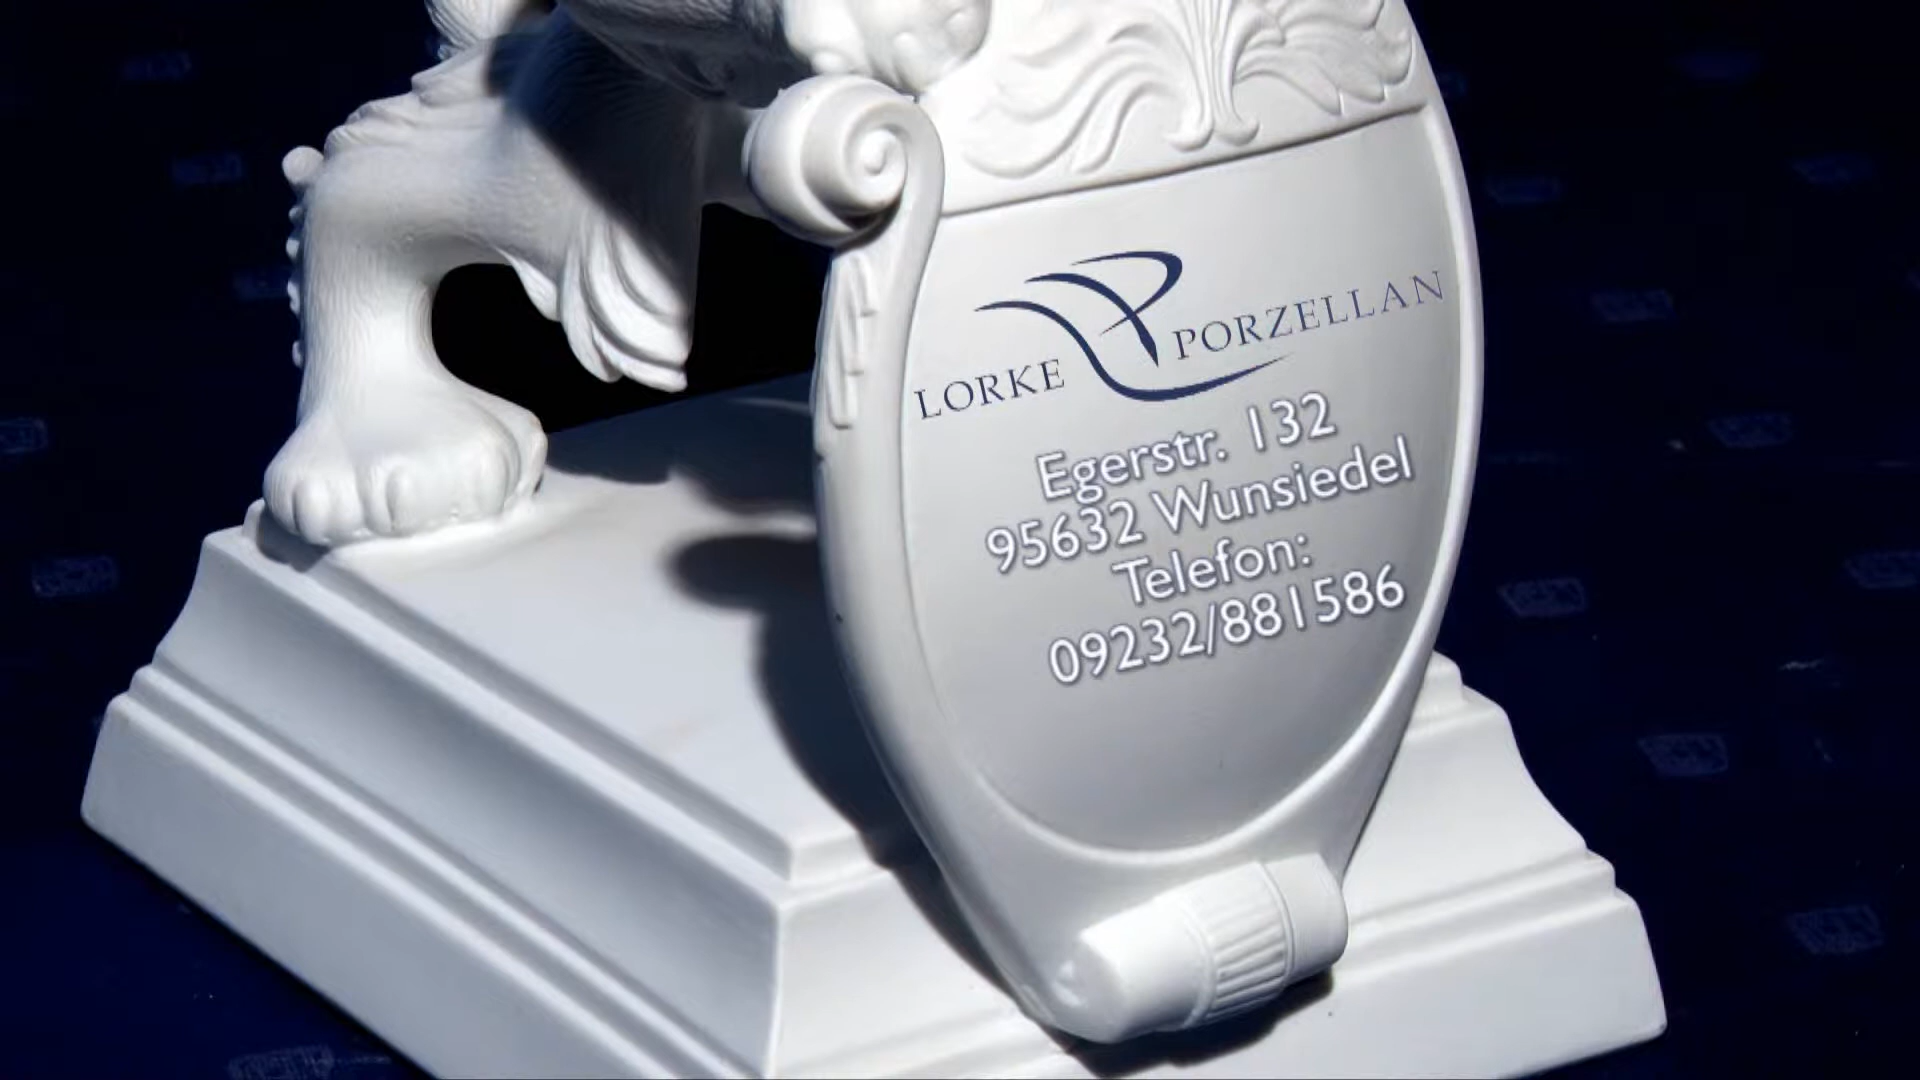 LORKE PORZELLAN
Egerstr. 132
95632 Wunsiedel
Telefon:
09232/881586